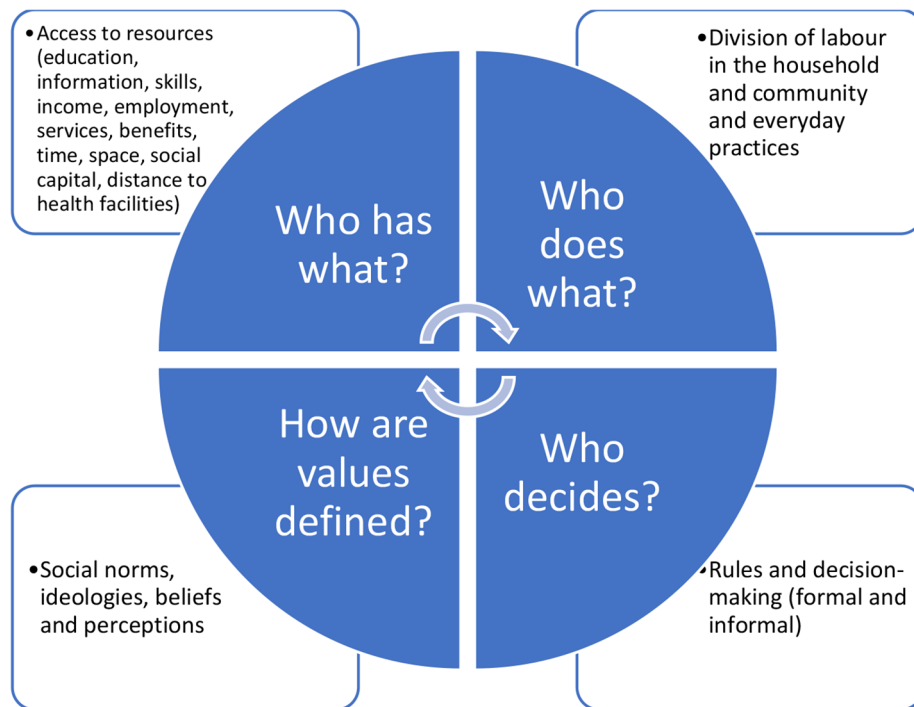 •Access to resources
(education,
information, skills,
income, employment,
services, benefits,
time, space, social
capital, distance to
health facilities)
Who has
what?
•Division of labour
in the household
and community
and everyday
practices
Who
does
what?
How are
values
defined?
•Social norms,
ideologies, beliefs
and perceptions
Who
decides?
•Rules and decision-
making (formal and
informal)